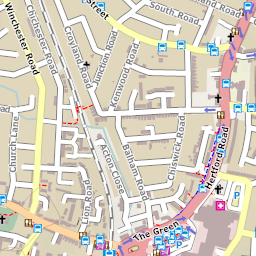 Winchester Road
Chichester Road
Croyland Road
Junction Road
Kenwood Road
Street
South Road
Church Lane
Acton Close
Balham Road
Chiswick Road
Hertford Road
The Green